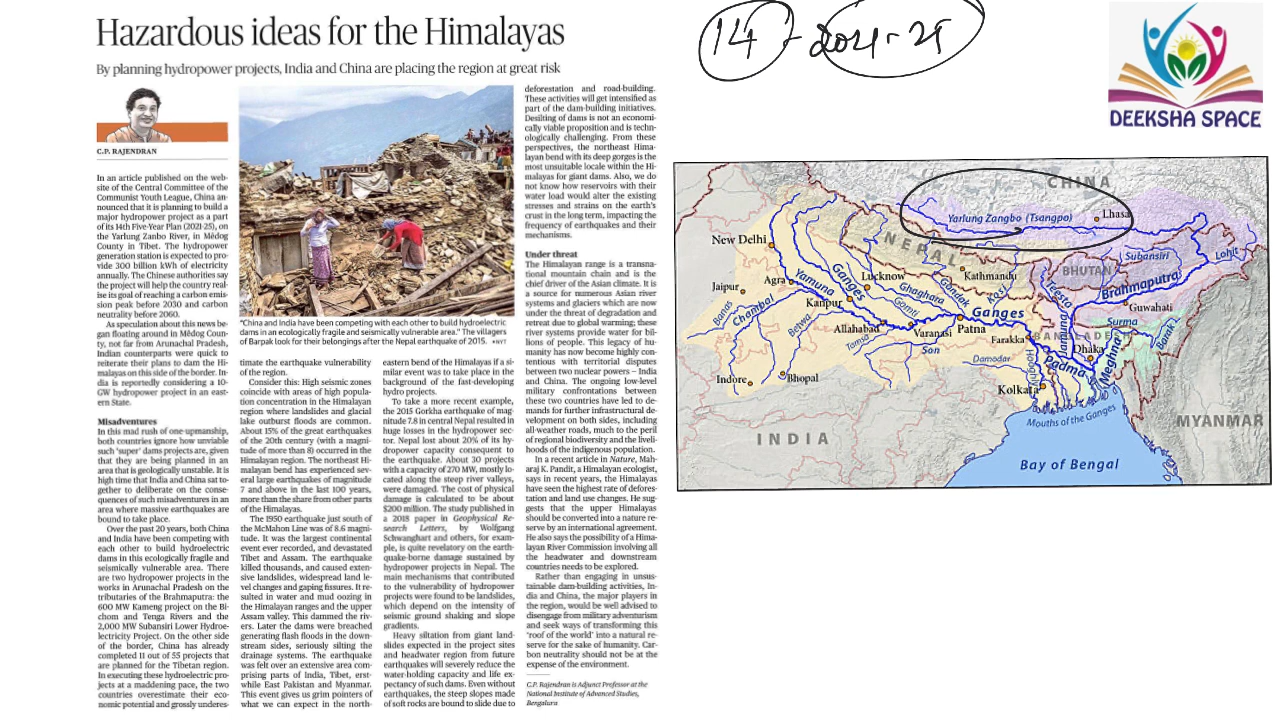 Hazardous ideas for the Himalayas
By planning hydropower projects, India and China are placing the region at great risk
C.P. RAJENDRAN
In an article published on the web-
site of the Central Committee of the
Communist Youth League, China an-
nounced that it is planning to build a
major hydropower project as a part
of its 14th Five-Year Plan (2021-25), on
the Yarlung Zanbo River, in Mêdog
County in Tibet. The hydropower
generation station is expected to pro-
vide 300 billion kWh of electricity
annually. The Chinese authorities say
the project will help the country real-
ise its goal of reaching a carbon emis-
sion peak before 2030 and carbon
neutrality before 2060.
As speculation about this news be-
gan floating around in Mêdog Coun-
ty, not far from Arunachal Pradesh,
Indian counterparts were quick to
reiterate their plans to dam the Hi-
malayas on this side of the border. In-
dia is reportedly considering a 10-
GW hydropower project in an east-
ern State.
Misadventures
In this mad rush of one-upmanship,
both countries ignore how unviable
such 'super' dams projects are, given
that they are being planned in an
area that is geologically unstable. It is
high time that India and China sat to-
gether to deliberate on the conse-
quences of such misadventures in an
area where massive earthquakes are
bound to take place.
Over the past 20 years, both China
and India have been competing with
each other to build hydroelectric
dams in this ecologically fragile and
seismically vulnerable area. There
are two hydropower projects in the
works in Arunachal Pradesh on the
tributaries of the Brahmaputra: the
600 MW Kameng project on the Bi-
chom and Tenga Rivers and the
2,000 MW Subansiri Lower Hydroe-
lectricity Project. On the other side
of the border, China has already
completed 11 out of 55 projects that
are planned for the Tibetan region.
In executing these hydroelectric pro-
jects at a maddening pace, the two
countries overestimate their eco-
nomic potential and grossly underes-
"China and India have been competing with each other to build hydroelectric
dams in an ecologically fragile and seismically vulnerable area." The villagers
of Barpak look for their belongings after the Nepal earthquake of 2015. • NYT
timate the earthquake vulnerability
of the region.
Consider this: High seismic zones
coincide with areas of high popula-
tion concentration in the Himalayan
region where landslides and glacial
lake outburst floods are common.
About 15% of the great earthquakes
of the 20th century (with a magni-
tude of more than 8) occurred in the
Himalayan region. The northeast Hi-
malayan bend has experienced sev-
eral large earthquakes of magnitude
7 and above in the last 100 years,
more than the share from other parts
of the Himalayas.
The 1950 earthquake just south of
the McMahon Line was of 8.6 magni-
tude. It was the largest continental
event ever recorded, and devastated
Tibet and Assam. The earthquake
killed thousands, and caused exten-
sive landslides, widespread land le-
vel changes and gaping fissures. It re-
sulted in water and mud oozing in
the Himalayan ranges and the upper
Assam valley. This dammed the riv-
ers. Later the dams were breached
generating flash floods in the down-
stream sides, seriously silting the
drainage systems. The earthquake
was felt over an extensive area com-
prising parts of India, Tibet, erst-
while East Pakistan and Myanmar.
This event gives us grim pointers of
what we can expect in the north-
eastern bend of the Himalayas if a si-
milar event was to take place in the
background of the fast-developing
hydro projects.
To take a more recent example,
the 2015 Gorkha earthquake of mag-
nitude 7.8 in central Nepal resulted in
huge losses in the hydropower sec-
tor. Nepal lost about 20% of its hy-
dropower capacity consequent to
the earthquake. About 30 projects
with a capacity of 270 MW, mostly lo-
cated along the steep river valleys,
were damaged. The cost of physical
damage is calculated to be about
$200 million. The study published in
a 2018 paper in Geophysical Re-
search Letters, by Wolfgang
Schwanghart and others, for exam-
ple, is quite revelatory on the earth-
quake-borne damage sustained by
hydropower projects in Nepal. The
main mechanisms that contributed
to the vulnerability of hydropower
projects were found to be landslides,
which depend on the intensity of
seismic ground shaking and slope
gradients.
Heavy siltation from giant land-
slides expected in the project sites
and headwater region from future
earthquakes will severely reduce the
water-holding capacity and life ex-
pectancy of such dams. Even without
earthquakes, the steep slopes made
of soft rocks are bound to slide due to
deforestation and road-building.
These activities will get intensified as
part of the dam-building initiatives.
Desilting of dams is not an economi-
cally viable proposition and is tech-
nologically challenging. From these
perspectives, the northeast Hima-
layan bend with its deep gorges is the
most unsuitable locale within the Hi-
malayas for giant dams. Also, we do
not know how reservoirs with their
water load would alter the existing
stresses and strains on the earth's
crust in the long term, impacting the
frequency of earthquakes and their
mechanisms.
Under threat
The Himalayan range is a transna-
tional mountain chain and is the
chief driver of the Asian climate. It is
a source for numerous Asian river
systems and glaciers which are now
under the threat of degradation and
retreat due to global warming; these
river systems provide water for bil-
lions of people. This legacy of hu-
manity has now become highly con-
tentious with territorial disputes
between two nuclear powers – India
and China. The ongoing low-level
military confrontations between
these two countries have led to de-
mands for further infrastructural de-
velopment on both sides, including
all-weather roads, much to the peril
of regional biodiversity and the liveli-
hoods of the indigenous population.
In a recent article in Nature, Mah-
araj K. Pandit, a Himalayan ecologist,
says in recent years, the Himalayas
have seen the highest rate of defores-
tation and land use changes. He sug-
gests that the upper Himalayas
should be converted into a nature re-
serve by an international agreement.
He also says the possibility of a Hima-
layan River Commission involving all
the headwater and downstream
countries needs to be explored.
Rather than engaging in unsus-
tainable dam-building activities, In-
dia and China, the major players in
the region, would be well advised to
disengage from military adventurism
and seek ways of transforming this
'roof of the world' into a natural re-
serve for the sake of humanity. Car-
bon neutrality should not be at the
expense of the environment.
C.P. Rajendran is Adjunct Professor at the
National Institute of Advanced Studies,
Bengaluru
14 - 2021-25
DEEKSHA SPACE
CHINA
Yarlung Zangbo (Tsangpo)
Lhasa
New Delhi
NEPAL
Subansiri
Lohit
BHUTAN
Agra
Yamuna
Ganges
Lucknow
Kathmandu
Jaipur
Ghaghara
Gandak
Kosi
Teesta
Brahmaputra
Banas
Chambal
Kanpur
Gomti
Ganges
Guwahati
Betwa
Allahabad
Varanasi
Patna
Farakka
BANGLADESH
Surma
Barak
Tamsa
Son
Dhaka
Jamuna
Damodar
Hooghly
Padma
Meghna
Indore
Bhopal
Kolkata
Mouths of the Ganges
MYANMAR
INDIA
Bay of Bengal